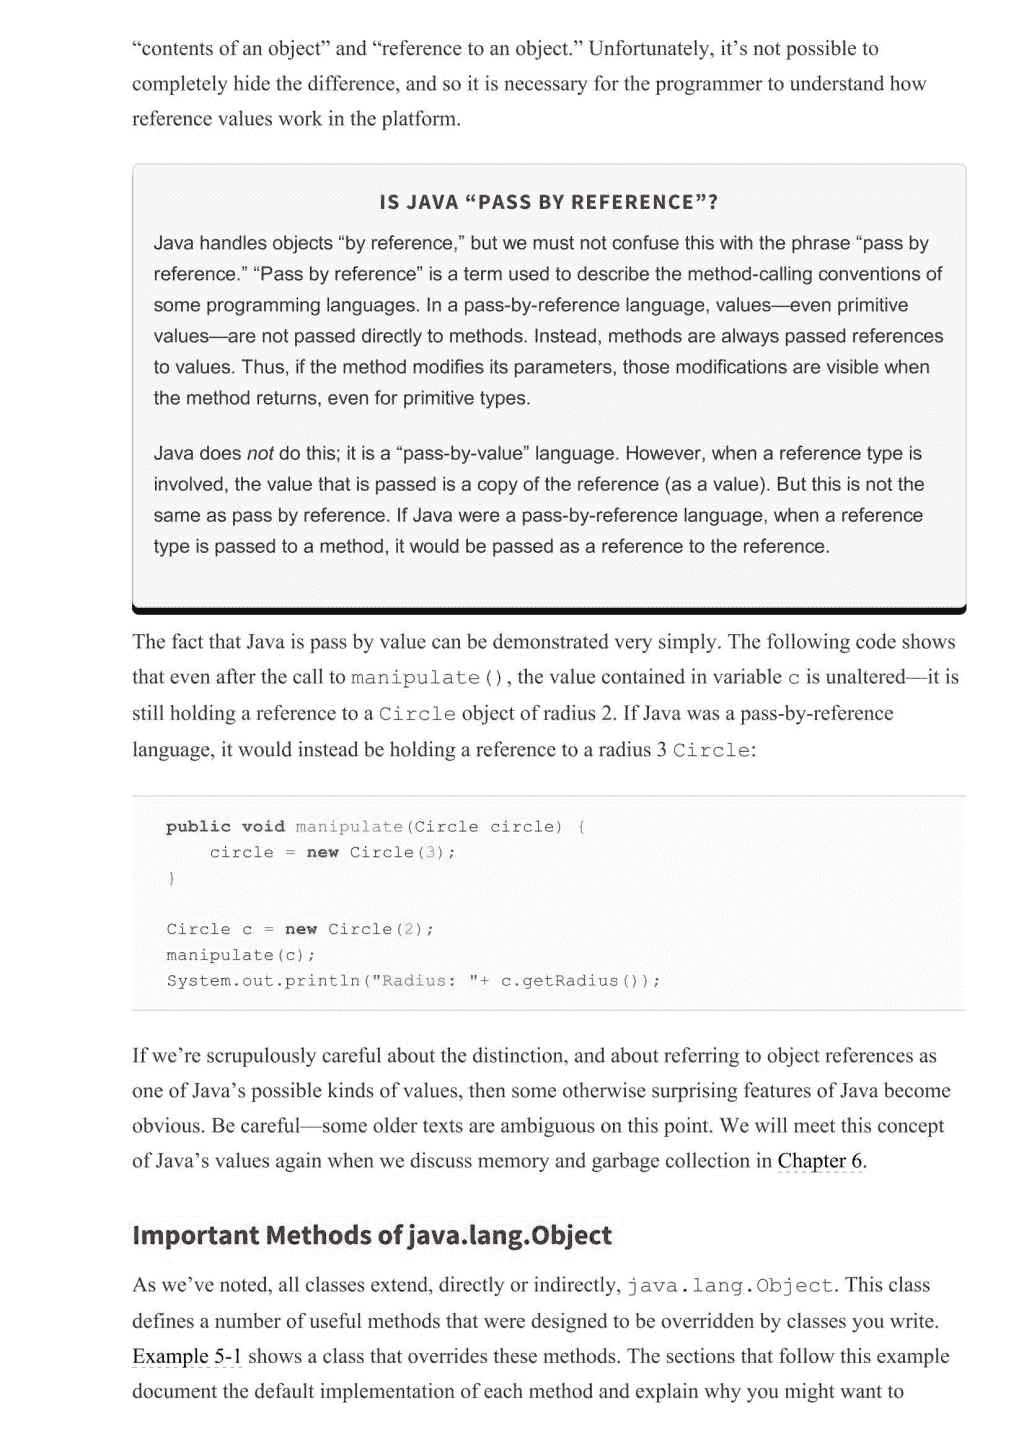 “contents of an object” and “reference to an object.” Unfortunately, it’s not possible to
completely hide the difference, and so it is necessary for the programmer to understand how
reference values work in the platform.
IS JAVA “PASS BY REFERENCE”?
Java handles objects “by reference,” but we must not confuse this with the phrase “pass by
reference.” “Pass by reference” is a term used to describe the method-calling conventions of
some programming languages. In a pass-by-reference language, values—even primitive
values—are not passed directly to methods. Instead, methods are always passed references
to values. Thus, if the method modifies its parameters, those modifications are visible when
the method returns, even for primitive types.
Java does not do this; it is a “pass-by-value” language. However, when a reference type is
involved, the value that is passed is a copy of the reference (as a value). But this is not the
same as pass by reference. If Java were a pass-by-reference language, when a reference
type is passed to a method, it would be passed as a reference to the reference.
The fact that Java is pass by value can be demonstrated very simply. The following code shows
that even after the call to manipulate(), the value contained in variable c is unaltered—it is
still holding a reference to a Circle object of radius 2. If Java was a pass-by-reference
language, it would instead be holding a reference to a radius 3 Circle:
public void manipulate(Circle circle) {
    circle = new Circle(3);
}
Circle c = new Circle(2);
manipulate(c);
System.out.println("Radius: "+ c.getRadius());
If we’re scrupulously careful about the distinction, and about referring to object references as
one of Java’s possible kinds of values, then some otherwise surprising features of Java become
obvious. Be careful—some older texts are ambiguous on this point. We will meet this concept
of Java’s values again when we discuss memory and garbage collection in Chapter 6.
Important Methods of java.lang.Object
As we’ve noted, all classes extend, directly or indirectly, java.lang.Object. This class
defines a number of useful methods that were designed to be overridden by classes you write.
Example 5-1 shows a class that overrides these methods. The sections that follow this example
document the default implementation of each method and explain why you might want to